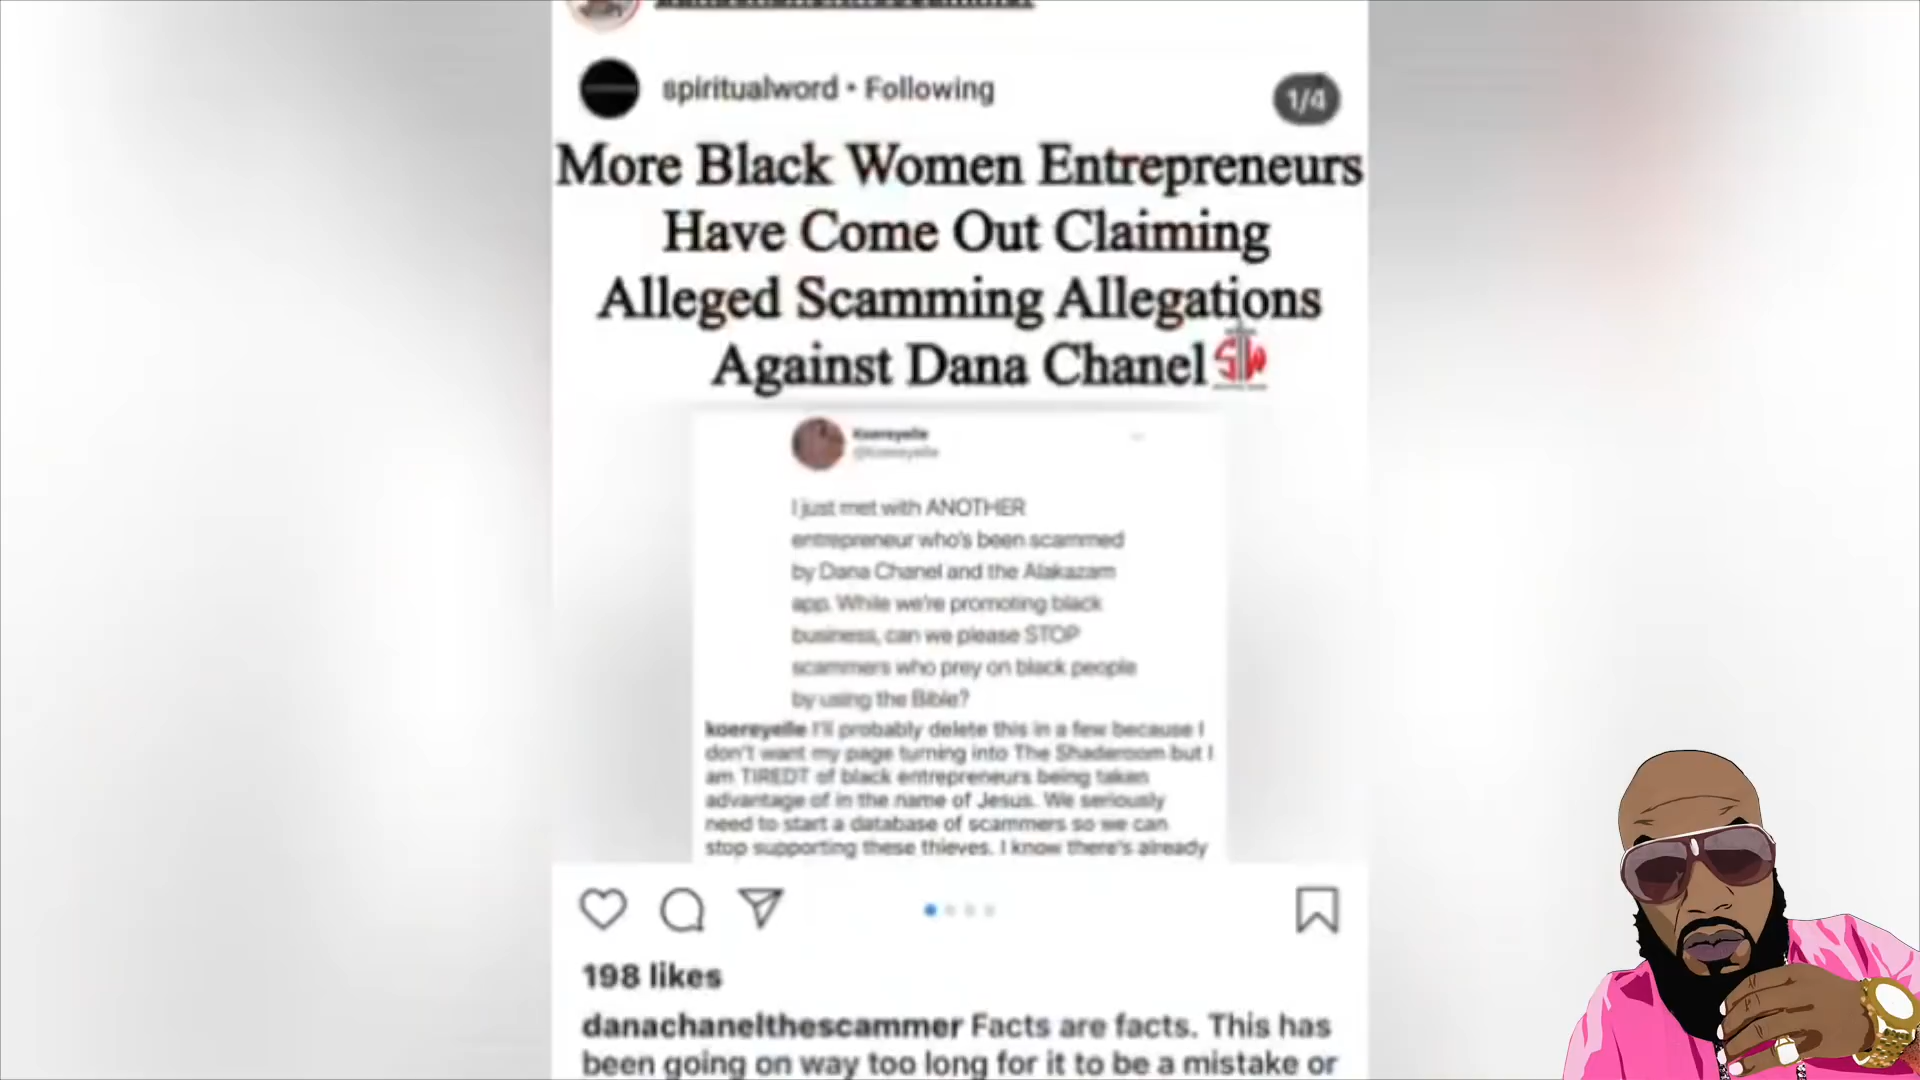 spiritualword • Following
1/4
More Black Women Entrepreneurs
Have Come Out Claiming
Alleged Scamming Allegations
Against Dana Chanel
STW
Koereyelle
@koereyelle
I just met with ANOTHER
entrepreneur who's been scammed
by Dana Chanel and the Alakazam
app. While we're promoting black
business, can we please STOP
scammers who prey on black people
by using the Bible?
koereyelle I'll probably delete this in a few because I
don't want my page turning into The Shaderoom but I
am TIREDT of black entrepreneurs being taken
advantage of in the name of Jesus. We seriously
need to start a database of scammers so we can
stop supporting these thieves. I know there's already
198 likes
danachanelthescammer Facts are facts. This has
been going on way too long for it to be a mistake or